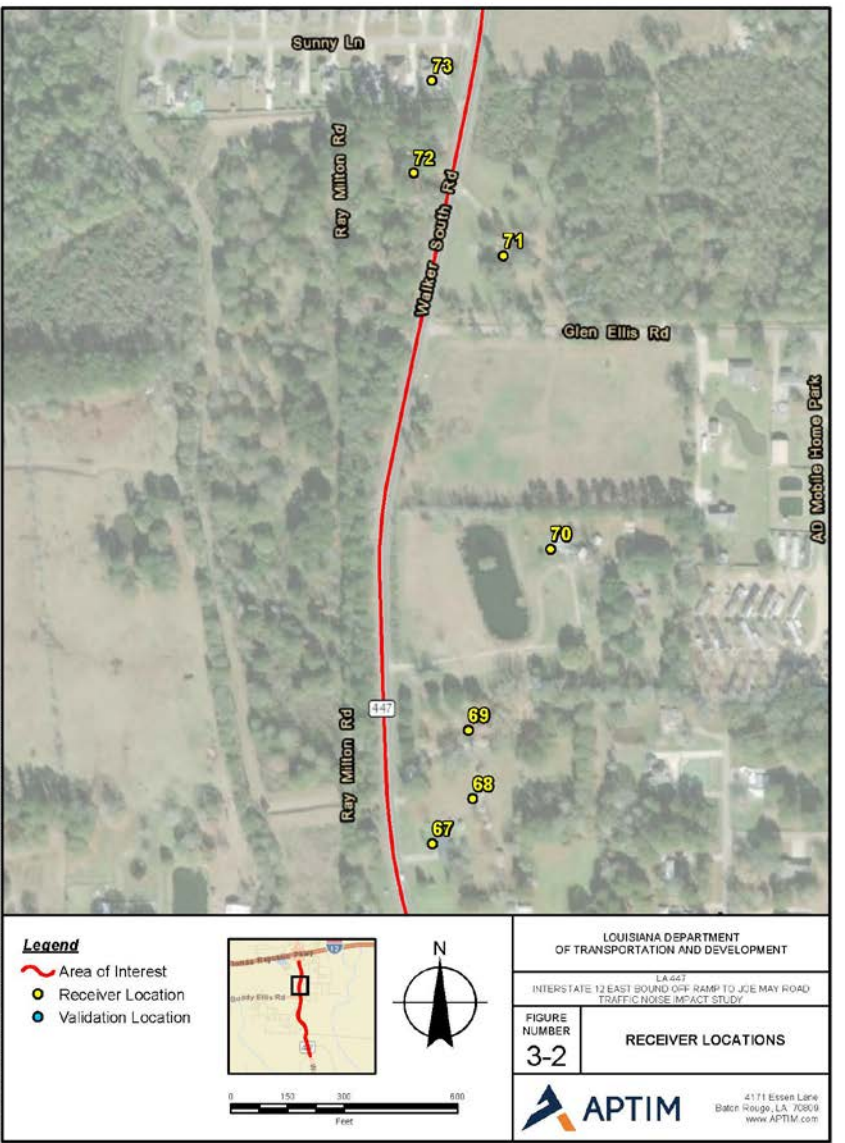 Sunny Ln
73
Ray Milton Rd
72
Walker South Rd
71
Glen Ellis Rd
AD Mobile Home Park
70
447
69
Ray Milton Rd
68
67
Legend
Area of Interest
Receiver Location
Validation Location
12
Ellis Rd
N
0 150 300 600
Feet
LOUISIANA DEPARTMENT
OF TRANSPORTATION AND DEVELOPMENT
LA 447
INTERSTATE 12 EAST BOUND OFF RAMP TO JOE MAY ROAD
TRAFFIC NOISE IMPACT STUDY
FIGURE
NUMBER
3-2
RECEIVER LOCATIONS
APTIM
4171 Essen Lane
Baton Rouge, LA 70809
www.APTIM.com